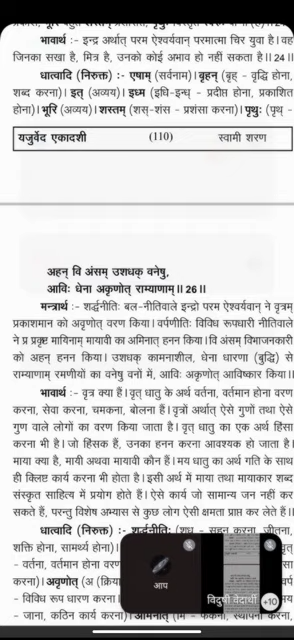 भावार्थ :- इन्द्र अर्थात् परम ऐश्वर्यवान् परमात्मा चिर युवा है। वह
जिनका सखा है, मित्र है, उनको कोई अभाव हो नहीं सकता है॥ 24॥
धात्वादि (निरुक्त) :- एषाम् (सर्वनाम)। बृहन् (बृह् - वृद्धि होना,
शब्द करना)। इत् (अव्यय)। इध्म (इधि-इन्ध् - प्रदीप्त होना, प्रकाशित
होना)। भूरि (अव्यय)। शस्तम् (शस्-शंस - प्रशंसा करना)। पृथुः (पृथ् -
यजुर्वेद एकादशी (110) स्वामी शरण
अहन् वि अंसम् उशधक् वनेषु,
आविः धेना अकृणोत् राम्याणाम्॥ 26॥
मन्त्रार्थ :- शर्द्धनीतिः बल-नीतिवाले इन्द्रो परम ऐश्वर्यवान् ने वृत्रम्
प्रकाशमान को अवृणोत् वरण किया। वर्पणीतिः विविध रूपधारी नीतिवाले
ने प्र प्रकृष्ट मायिनाम् मायावी का अमिनात् हनन किया। वि अंसम् विभाजनकारी
को अहन् हनन किया। उशधक् कामनाशील, धेना धारणा (बुद्धि) से
राम्याणाम् रमणीयों का वनेषु वनों में, आविः अकृणोत् आविष्कार किया।।
भावार्थ :- वृत्र क्या हैं। वृत् धातु के अर्थ वर्तना, वर्तमान होना वरण
करना, सेवा करना, चमकना, बोलना हैं। वृत्रों अर्थात् ऐसे गुणों तथा ऐसे
गुण वाले लोगों का वरण किया जाता है। वृत् धातु का एक अर्थ हिंसा
करना भी है। जो हिंसक हैं, उनका हनन करना आवश्यक हो जाता है।
माया क्या है, मायी अथवा मायावी कौन हैं। मय धातु का अर्थ गति के साथ
ही क्लिष्ट कार्य करना भी होता है। इसी अर्थ में माया तथा मायाकार शब्द
संस्कृत साहित्य में प्रयोग होते हैं। ऐसे कार्य जो सामान्य जन नहीं कर
सकते हैं, परन्तु विशेष अभ्यास से कुछ लोग ऐसी क्षमता प्राप्त कर लेते हैं।।
धात्वादि (निरुक्त) :- शर्द्धनीतिः (शृधु - सहन करना, जीतना,
शक्ति होना, सामर्थ्य होना)।
- वर्तना, वर्तमान होना वरण
करना)। अवृणोत् (अ (क्रिया
- विविध रूप धारण करना।
- जाना, कठिन कार्य करना)।
आप
विदुषी वेदार्थी
+10